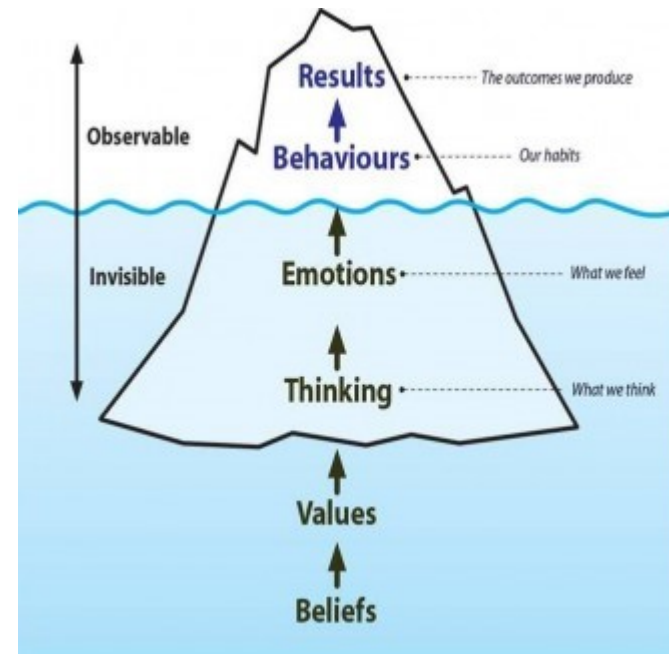 Results
The outcomes we produce
Observable
Behaviours
Our habits
Invisible
Emotions
What we feel
Thinking
What we think
Values
Beliefs